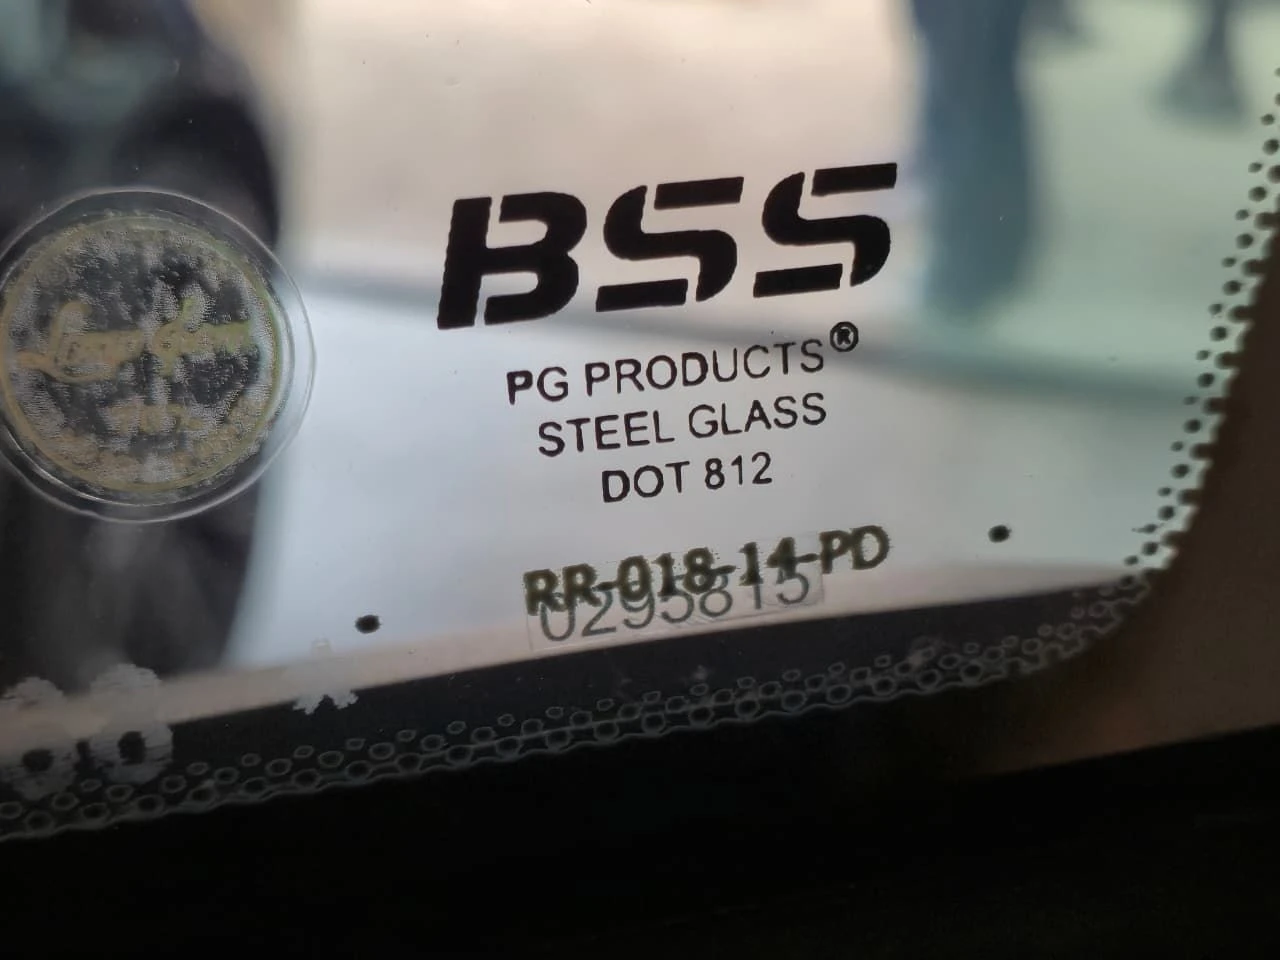 BSS
PG PRODUCTS®
STEEL GLASS
DOT 812
RR-018-14-PD
0295815